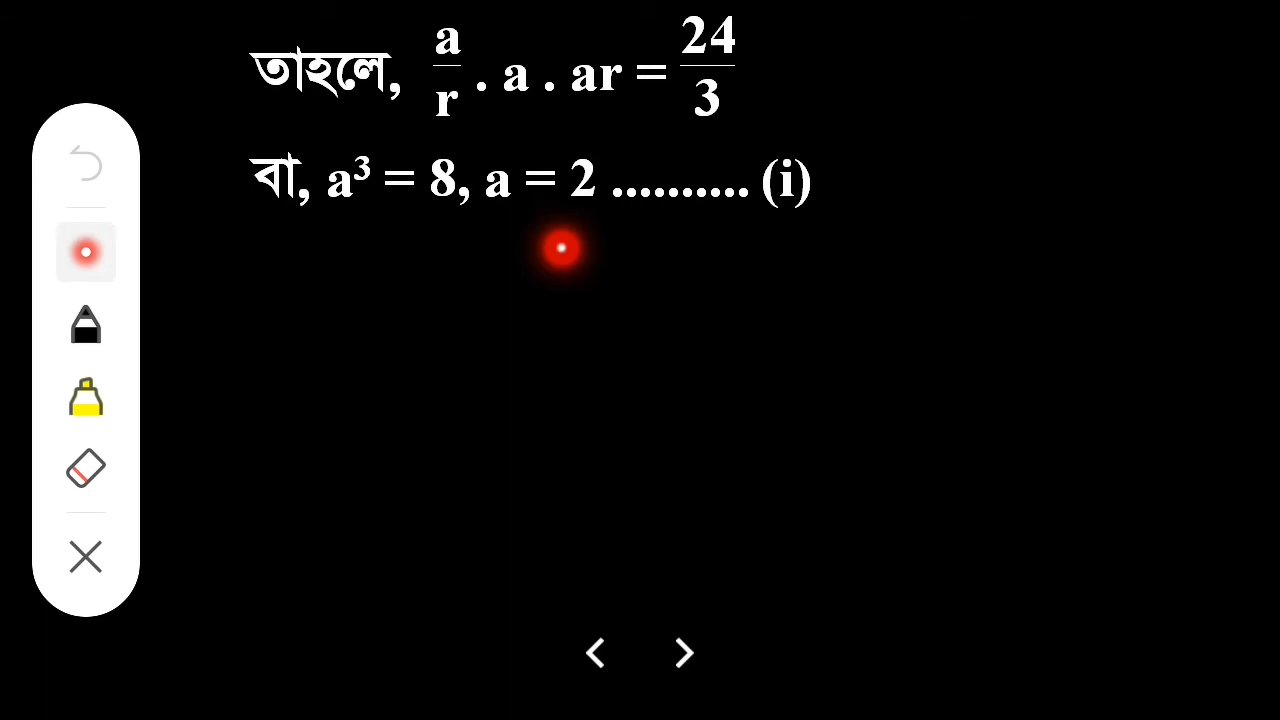 তাহলে, a/r . a . ar = 24/3
বা, a³ = 8, a = 2 .......... (i)